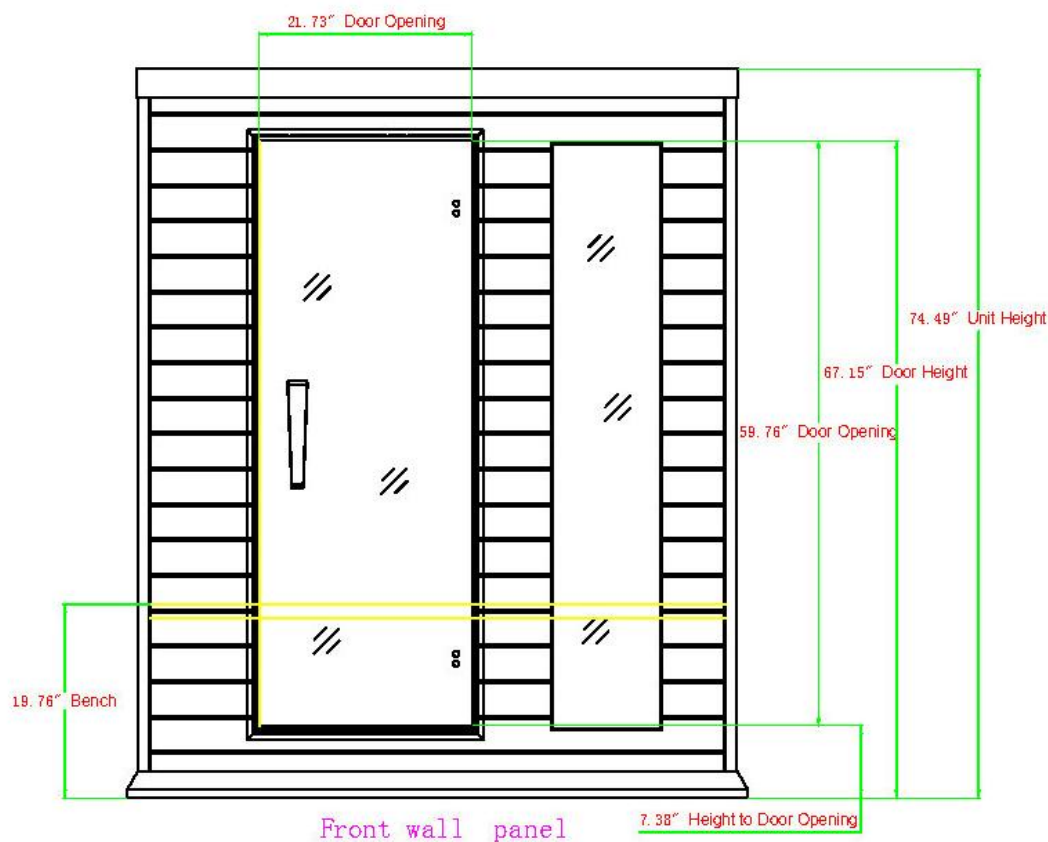 21.73″ Door Opening
74.49″ Unit Height
67.15″ Door Height
59.76″ Door Opening
19.76″ Bench
7.38″ Height to Door Opening
Front wall panel